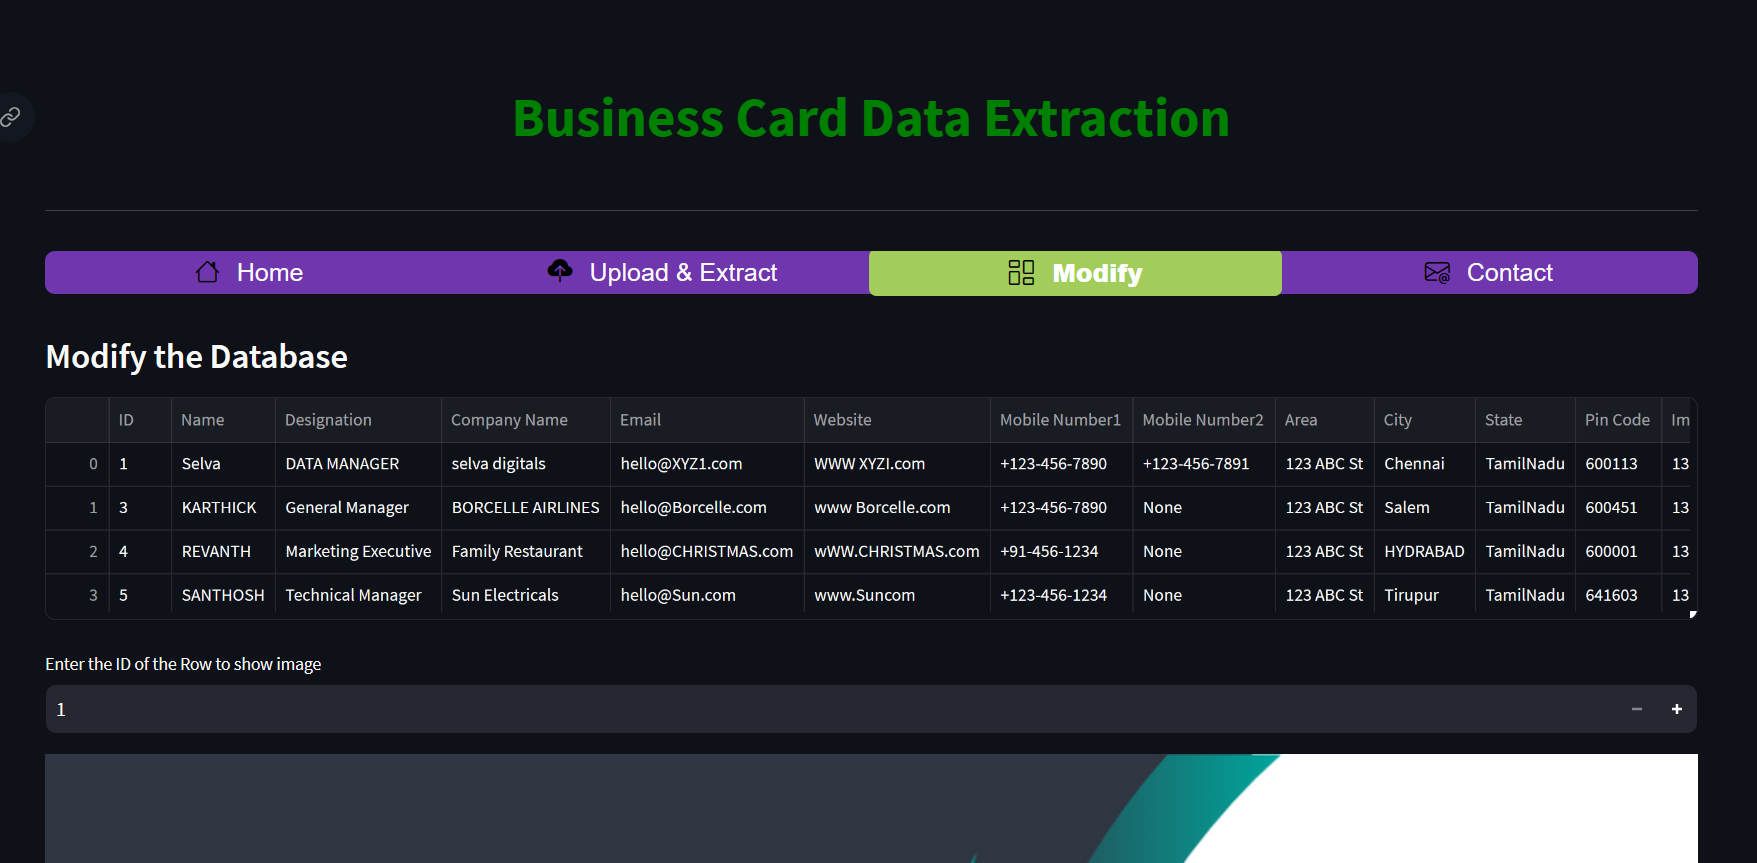 Business Card Data Extraction
Home Upload & Extract Modify Contact
Modify the Database
ID Name Designation Company Name Email Website Mobile Number1 Mobile Number2 Area City State Pin Code Im
0 1 Selva DATA MANAGER selva digitals hello@XYZ1.com WWW XYZI.com +123-456-7890 +123-456-7891 123 ABC St Chennai TamilNadu 600113 13
1 3 KARTHICK General Manager BORCELLE AIRLINES hello@Borcelle.com www Borcelle.com +123-456-7890 None 123 ABC St Salem TamilNadu 600451 13
2 4 REVANTH Marketing Executive Family Restaurant hello@CHRISTMAS.com wWW.CHRISTMAS.com +91-456-1234 None 123 ABC St HYDRABAD TamilNadu 600001 13
3 5 SANTHOSH Technical Manager Sun Electricals hello@Sun.com www.Suncom +123-456-1234 None 123 ABC St Tirupur TamilNadu 641603 13
Enter the ID of the Row to show image
1